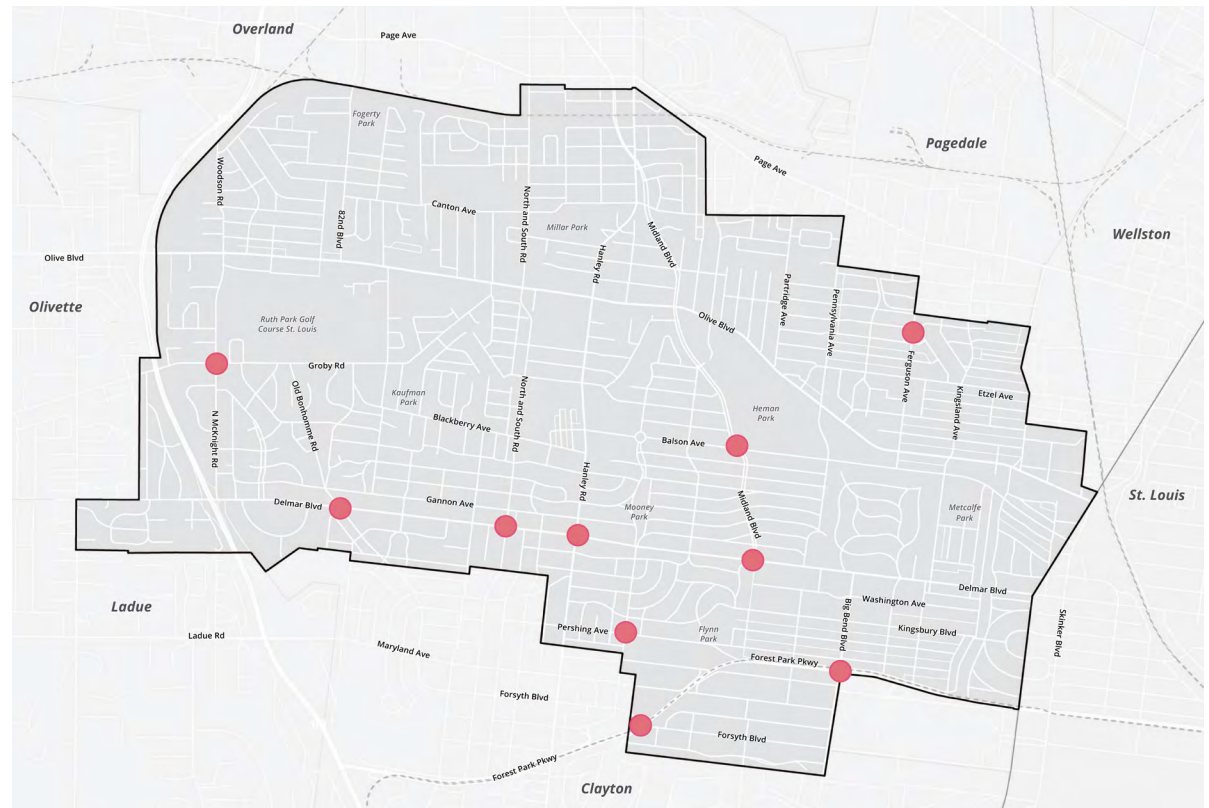 Overland
Page Ave
Fogerty
Park
Pagedale
Page Ave
Woodson Rd
82nd Blvd
Canton Ave
North and South Rd
Millar Park
Hanley Rd
Midland Blvd
Wellston
Olive Blvd
Olivette
Ruth Park Golf
Course St. Louis
Partridge Ave
Pennsylvania Ave
Olive Blvd
Ferguson Ave
Groby Rd
Old Bonhomme Rd
Kaufman
Park
North and South Rd
Kingsland Ave
Etzel Ave
N McKnight Rd
Blackberry Ave
Heman
Park
Balson Ave
Hanley Rd
Delmar Blvd
Gannon Ave
Mooney
Park
Midland Blvd
Metcalfe
Park
St. Louis
Delmar Blvd
Washington Ave
Big Bend Blvd
Kingsbury Blvd
Skinker Blvd
Ladue
Ladue Rd
Pershing Ave
Flynn
Park
Maryland Ave
Forest Park Pkwy
Forsyth Blvd
Forsyth Blvd
Forest Park Pkwy
Clayton